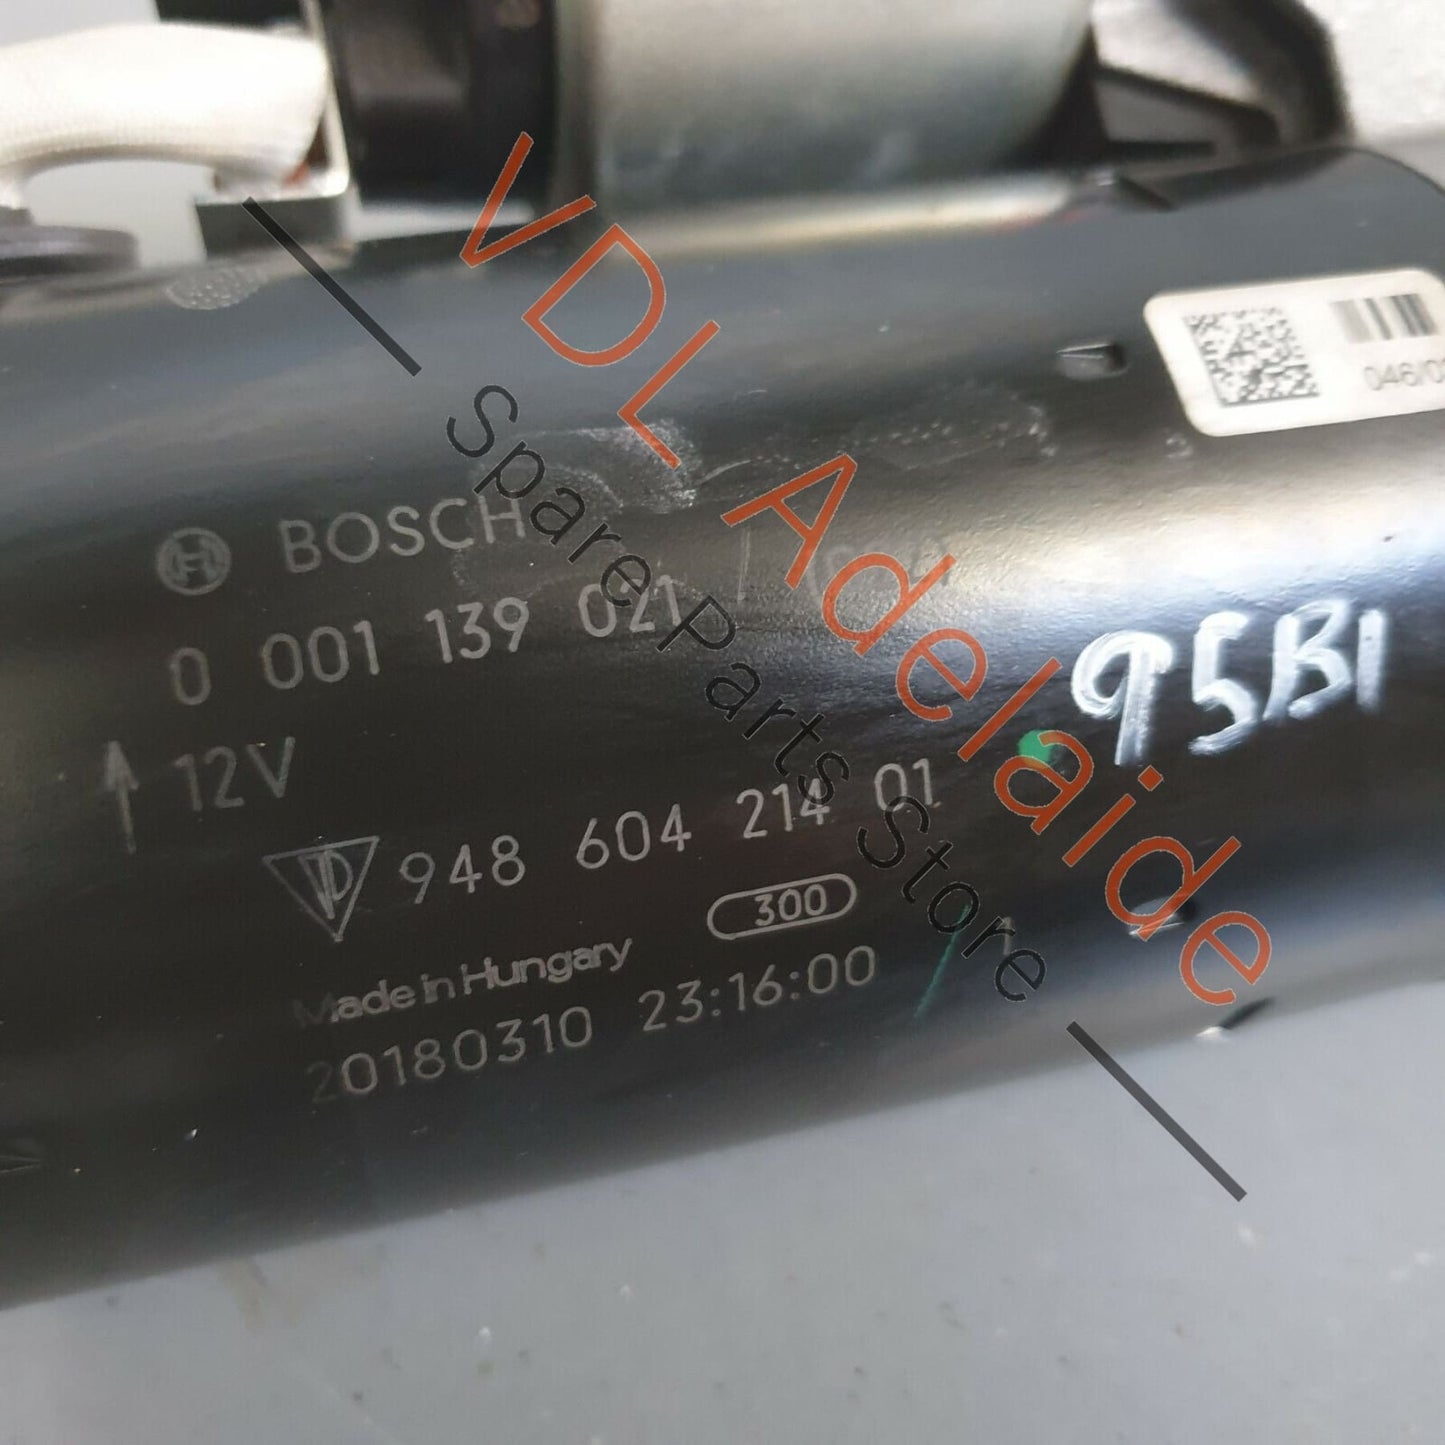 BOSCH
0 001 139 021
12V
948 604 214 01
300
Made in Hungary
20180310 23:16:00
95B1
VDL Adelaide
Spare Parts Store